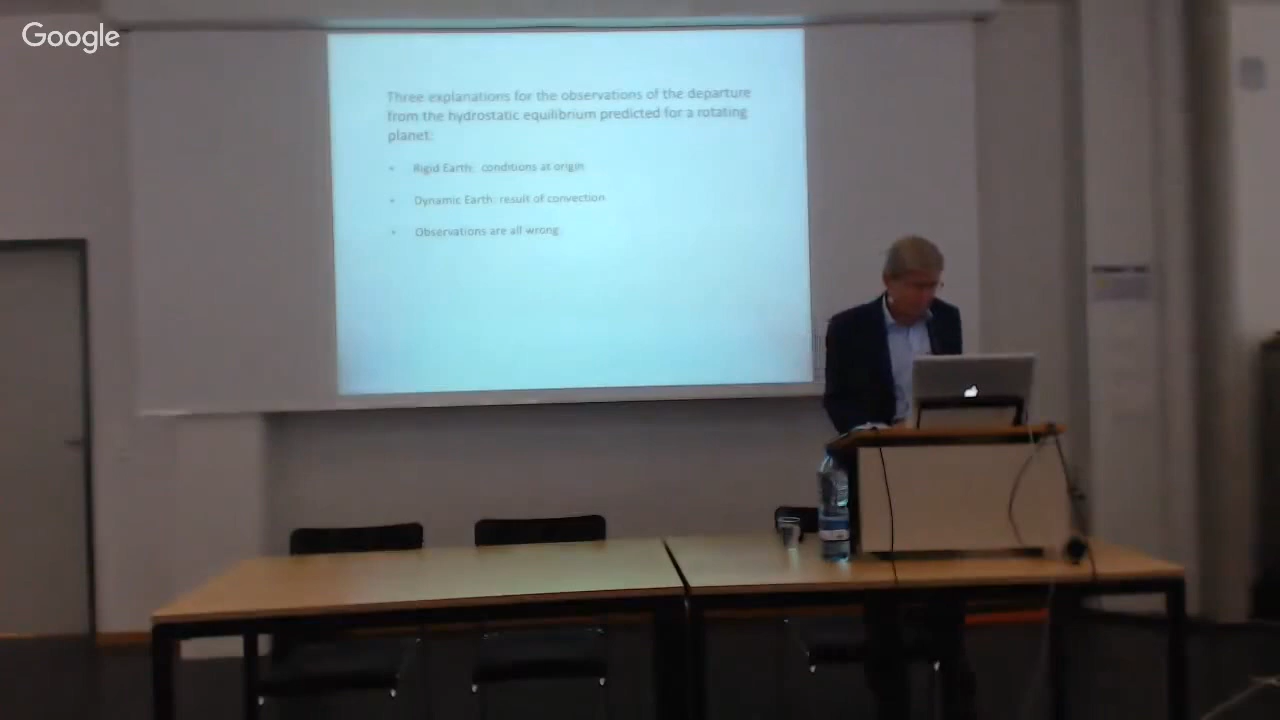 Google
Three explanations for the observations of the departure
from the hydrostatic equilibrium predicted for a rotating
planet:
• Rigid Earth: conditions at origin
• Dynamic Earth: result of convection
• Observations are all wrong